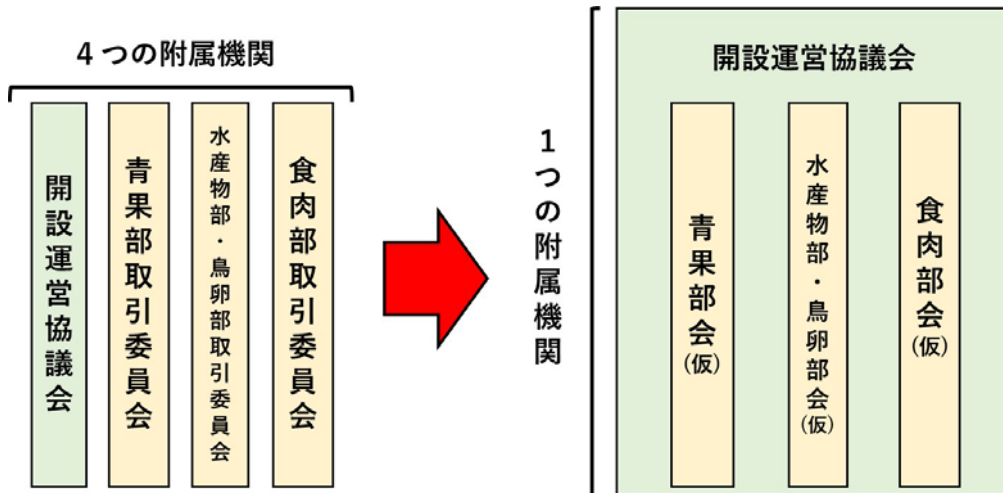 4つの附属機関
開設運営協議会
青果部取引委員会
水産物部・鳥卵部取引委員会
食肉部取引委員会
1つの附属機関
開設運営協議会
青果部会(仮)
水産物部・鳥卵部会(仮)
食肉部会(仮)